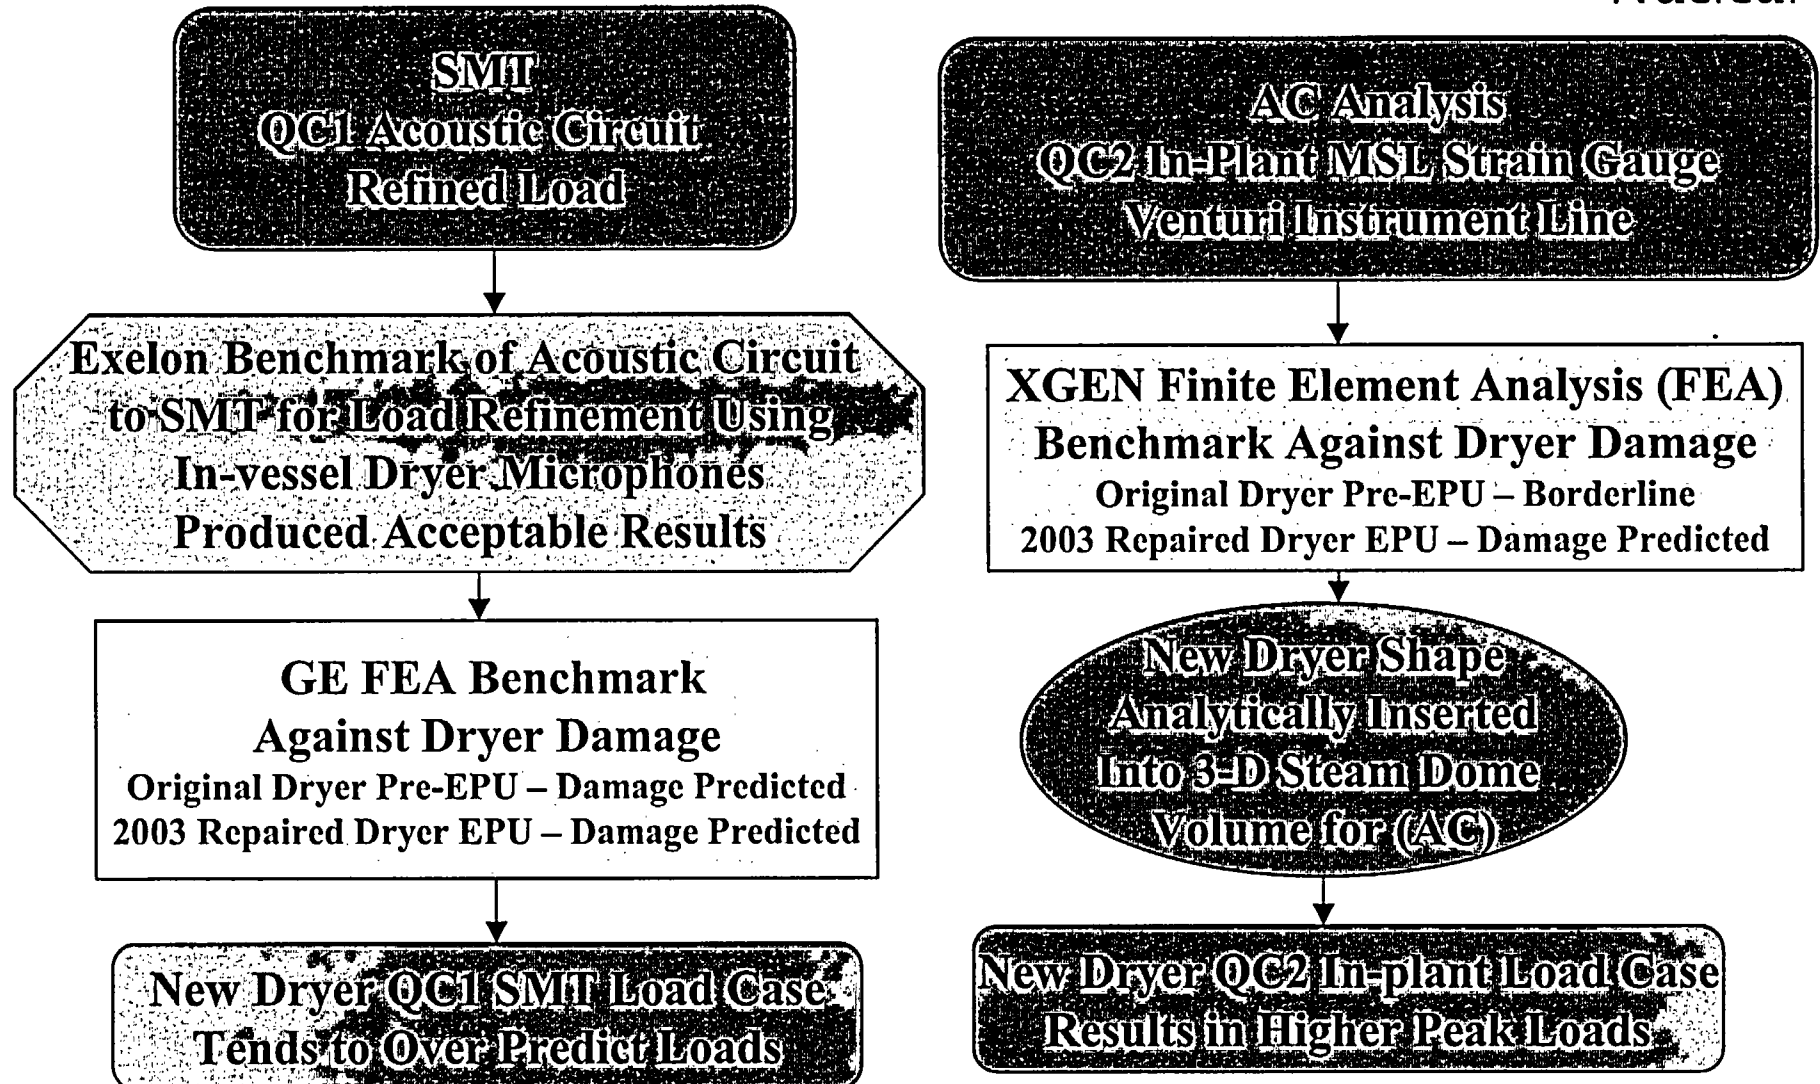 SMT
QC1 Acoustic Circuit
Refined Load
Exelon Benchmark of Acoustic Circuit
to SMT for Load Refinement Using
In-vessel Dryer Microphones
Produced Acceptable Results
GE FEA Benchmark
Against Dryer Damage
Original Dryer Pre-EPU – Damage Predicted
2003 Repaired Dryer EPU – Damage Predicted
New Dryer QC1 SMT Load Case
Tends to Over Predict Loads
AC Analysis
QC2 In-Plant MSL Strain Gauge
Venturi Instrument Line
XGEN Finite Element Analysis (FEA)
Benchmark Against Dryer Damage
Original Dryer Pre-EPU – Borderline
2003 Repaired Dryer EPU – Damage Predicted
New Dryer Shape
Analytically Inserted
Into 3-D Steam Dome
Volume for (AC)
New Dryer QC2 In-plant Load Case
Results in Higher Peak Loads